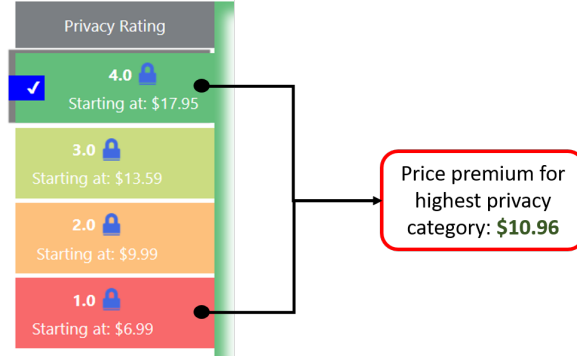 Privacy Rating
4.0
Starting at: $17.95
3.0
Starting at: $13.59
2.0
Starting at: $9.99
1.0
Starting at: $6.99
Price premium for
highest privacy
category: $10.96